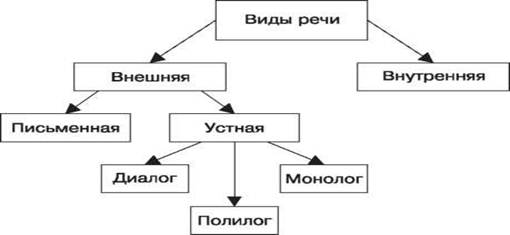 Виды речи
Внешняя
Внутренняя
Письменная
Устная
Диалог
Монолог
Полилог